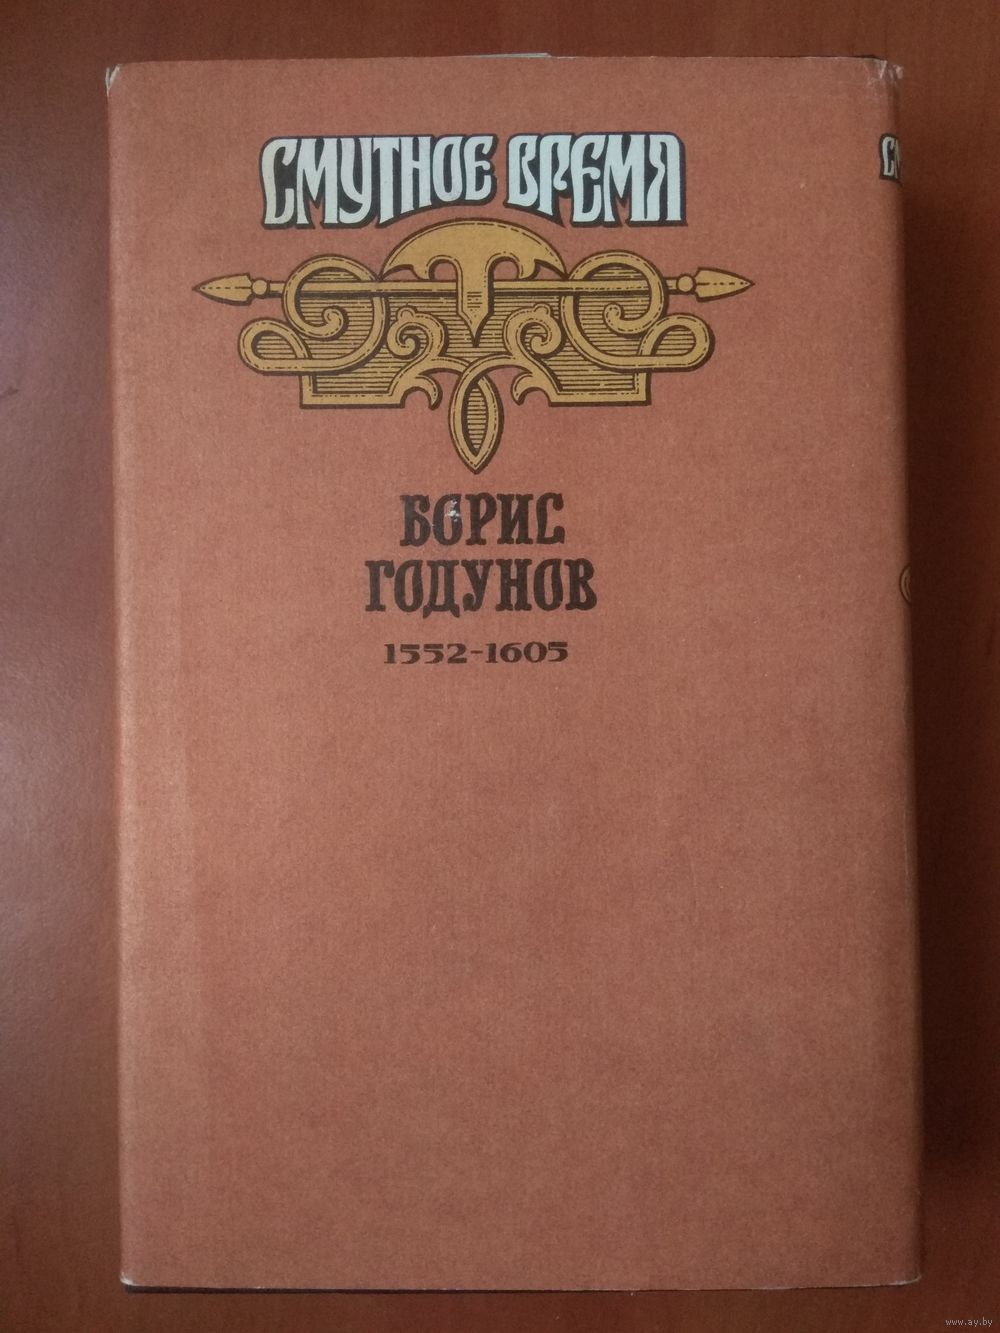 СМУТНОЕ ВРЕМЯ
БОРИС
ГОДУНОВ
1552-1605
www.ay.by